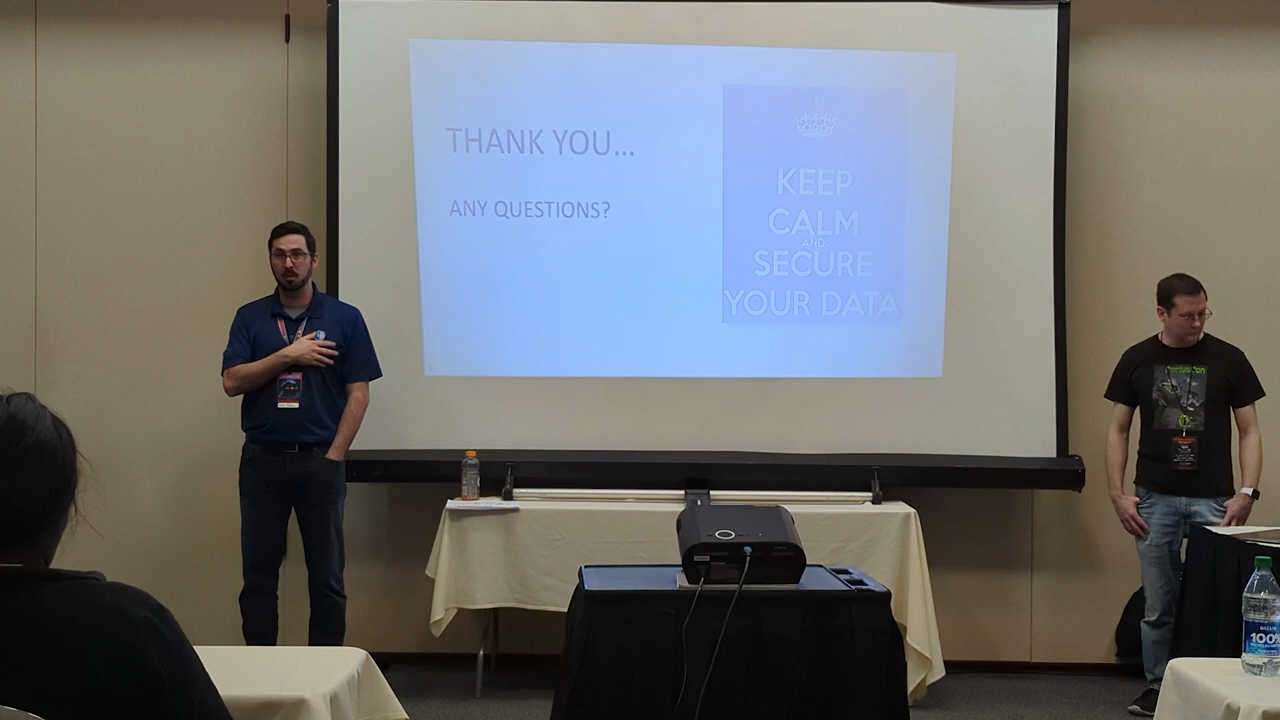 THANK YOU...
ANY QUESTIONS?
KEEP
CALM
AND
SECURE
YOUR DATA
100%